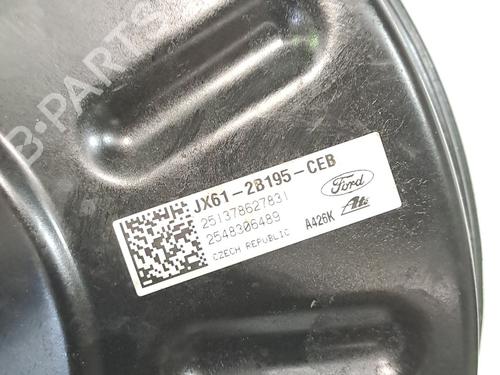 B-PARTS
JX61-2B195-CEB
251378627831
2548306489
CZECH REPUBLIC
A426K
Ford
Ate